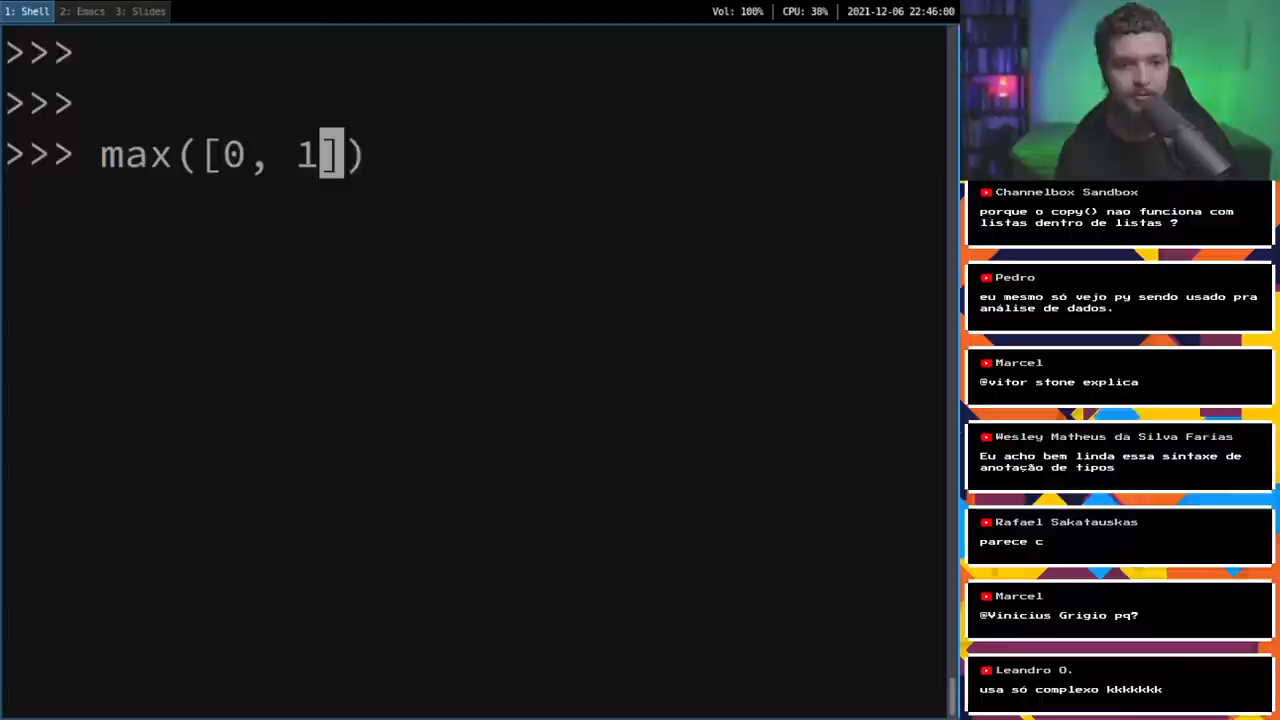 1: Shell 2: Emacs 3: Slides Vol: 100% CPU: 38% 2021-12-06 22:46:00
>>>
>>>
>>> max([0, 1])
Channelbox Sandbox
porque o copy() nao funciona com
listas dentro de listas ?
Pedro
eu mesmo só vejo py sendo usado pra
análise de dados.
Marcel
@vitor stone explica
Wesley Matheus da Silva Farias
Eu acho bem linda essa sintaxe de
anotação de tipos
Rafael Sakatauskas
parece c
Marcel
@Vinicius Grigio pq?
Leandro O.
usa só complexo kkkkkkk